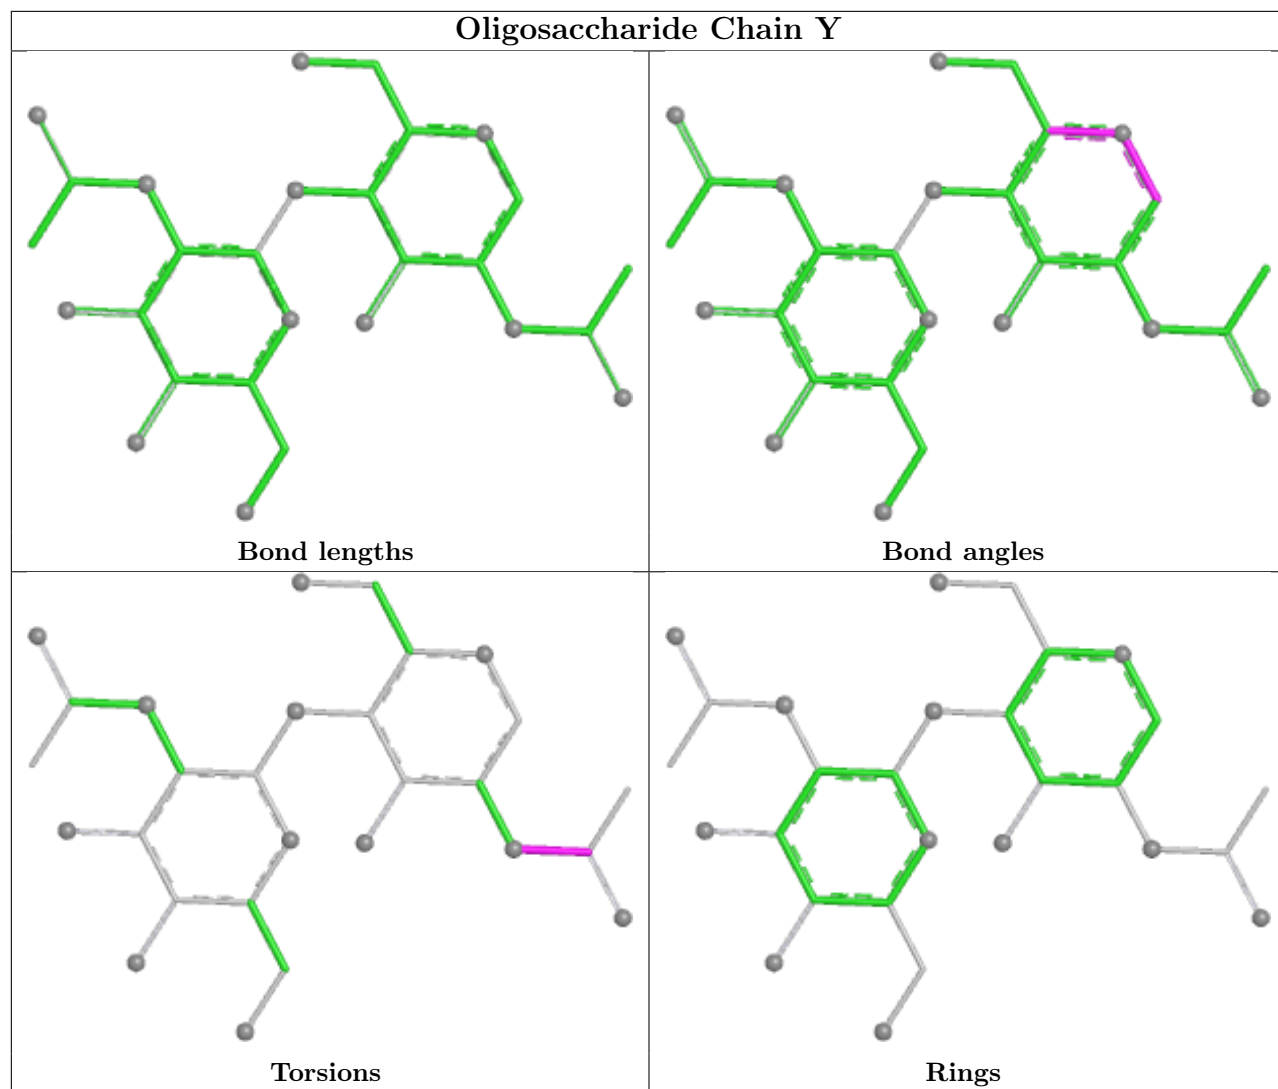 Oligosaccharide Chain Y
Bond lengths
Bond angles
Torsions
Rings